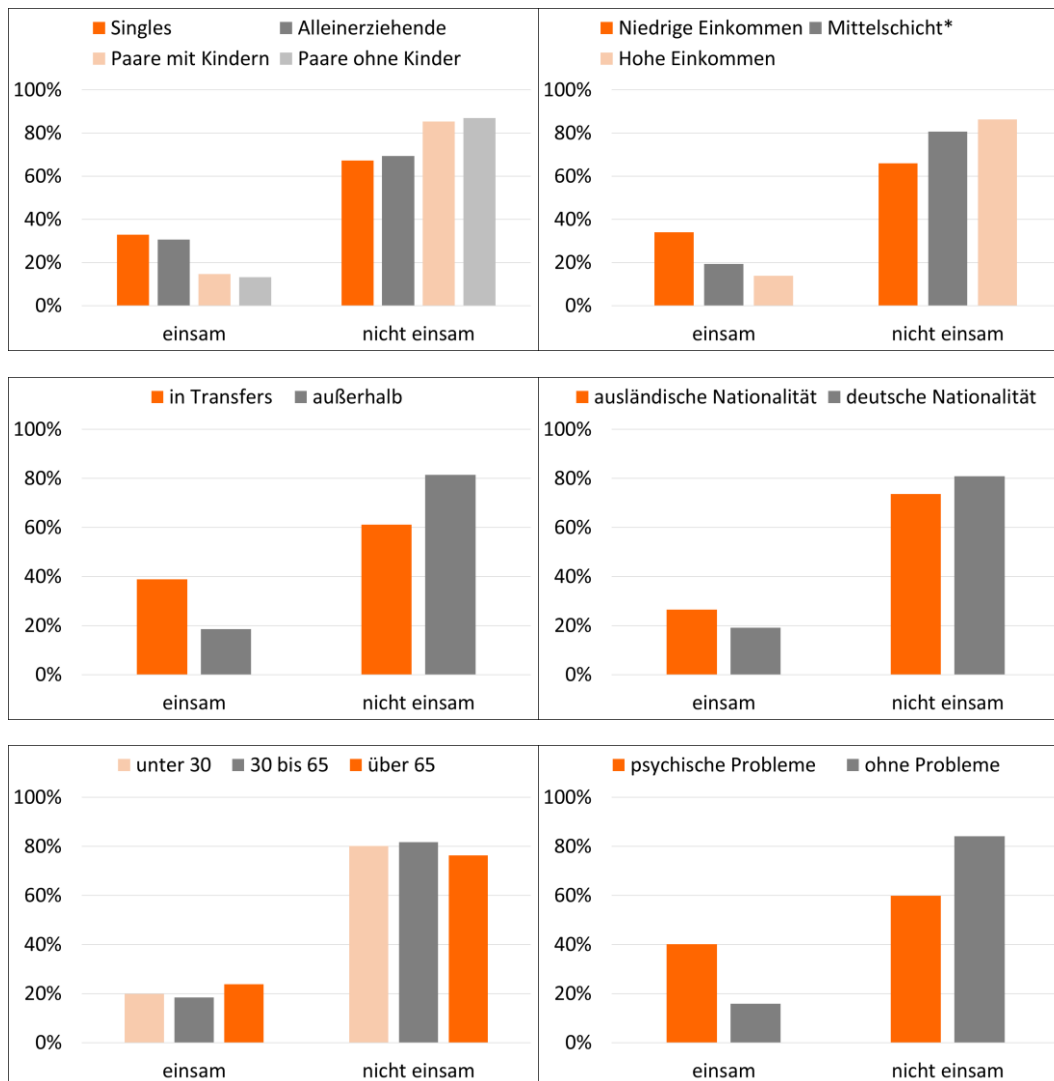 Singles Alleinerziehende
Paare mit Kindern Paare ohne Kinder
100%
80%
60%
40%
20%
0%
einsam nicht einsam
Niedrige Einkommen Mittelschicht*
Hohe Einkommen
100%
80%
60%
40%
20%
0%
einsam nicht einsam
in Transfers außerhalb
100%
80%
60%
40%
20%
0%
einsam nicht einsam
ausländische Nationalität deutsche Nationalität
100%
80%
60%
40%
20%
0%
einsam nicht einsam
unter 30 30 bis 65 über 65
100%
80%
60%
40%
20%
0%
einsam nicht einsam
psychische Probleme ohne Probleme
100%
80%
60%
40%
20%
0%
einsam nicht einsam